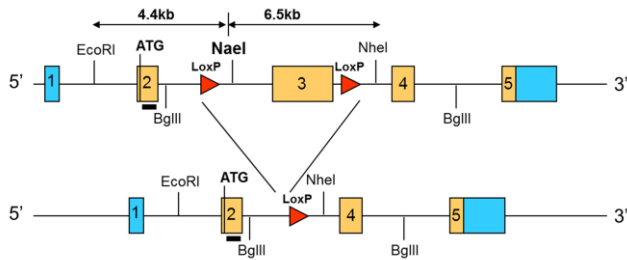 4.4kb 6.5kb
EcoRI ATG NaeI NheI
LoxP LoxP
5' 1 2 3 4 5 3'
BglII BglII
EcoRI ATG LoxP NheI
5' 1 2 4 5 3'
BglII BglII